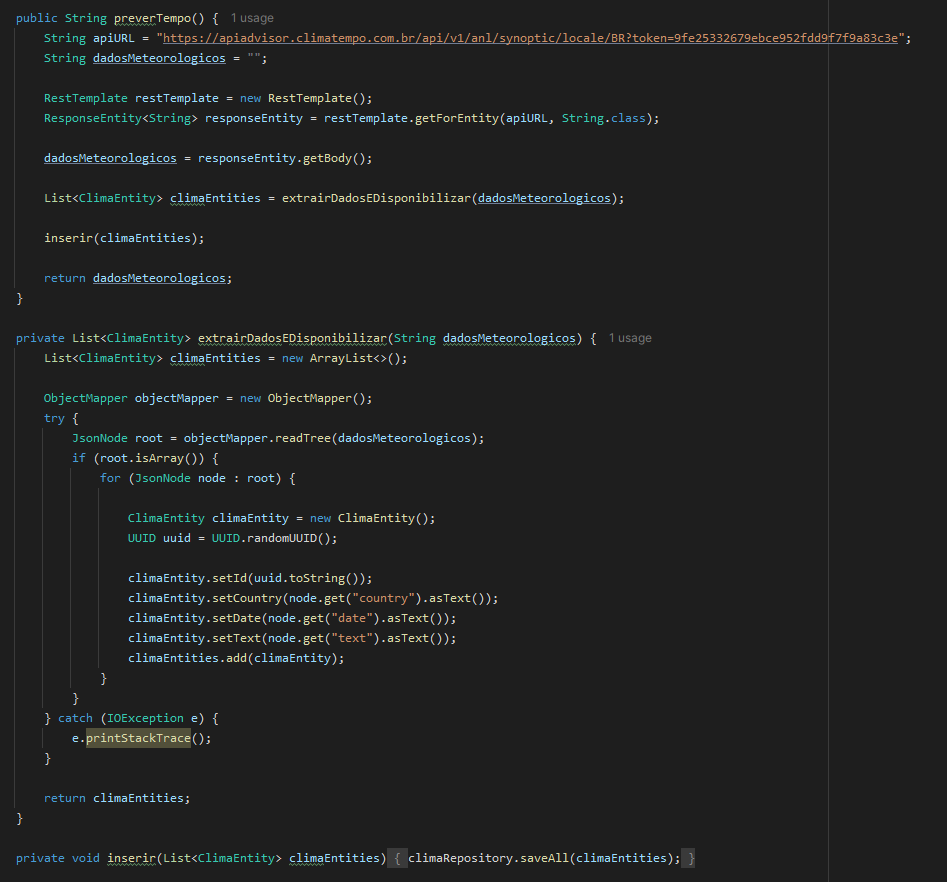 public String preverTempo() { 1 usage
String apiURL = "https://apiadvisor.climatempo.com.br/api/v1/anl/synoptic/locale/BR?token=9fe25332679ebce952fdd9f7f9a83c3e";
String dadosMeteorologicos = "";
RestTemplate restTemplate = new RestTemplate();
ResponseEntity<String> responseEntity = restTemplate.getForEntity(apiURL, String.class);
dadosMeteorologicos = responseEntity.getBody();
List<ClimaEntity> climaEntities = extrairDadosEDisponibilizar(dadosMeteorologicos);
inserir(climaEntities);
return dadosMeteorologicos;
}
private List<ClimaEntity> extrairDadosEDisponibilizar(String dadosMeteorologicos) { 1 usage
List<ClimaEntity> climaEntities = new ArrayList<>();
ObjectMapper objectMapper = new ObjectMapper();
try {
JsonNode root = objectMapper.readTree(dadosMeteorologicos);
if (root.isArray()) {
for (JsonNode node : root) {
ClimaEntity climaEntity = new ClimaEntity();
UUID uuid = UUID.randomUUID();
climaEntity.setId(uuid.toString());
climaEntity.setCountry(node.get("country").asText());
climaEntity.setDate(node.get("date").asText());
climaEntity.setText(node.get("text").asText());
climaEntities.add(climaEntity);
}
}
} catch (IOException e) {
e.printStackTrace();
}
return climaEntities;
}
private void inserir(List<ClimaEntity> climaEntities) { climaRepository.saveAll(climaEntities); }